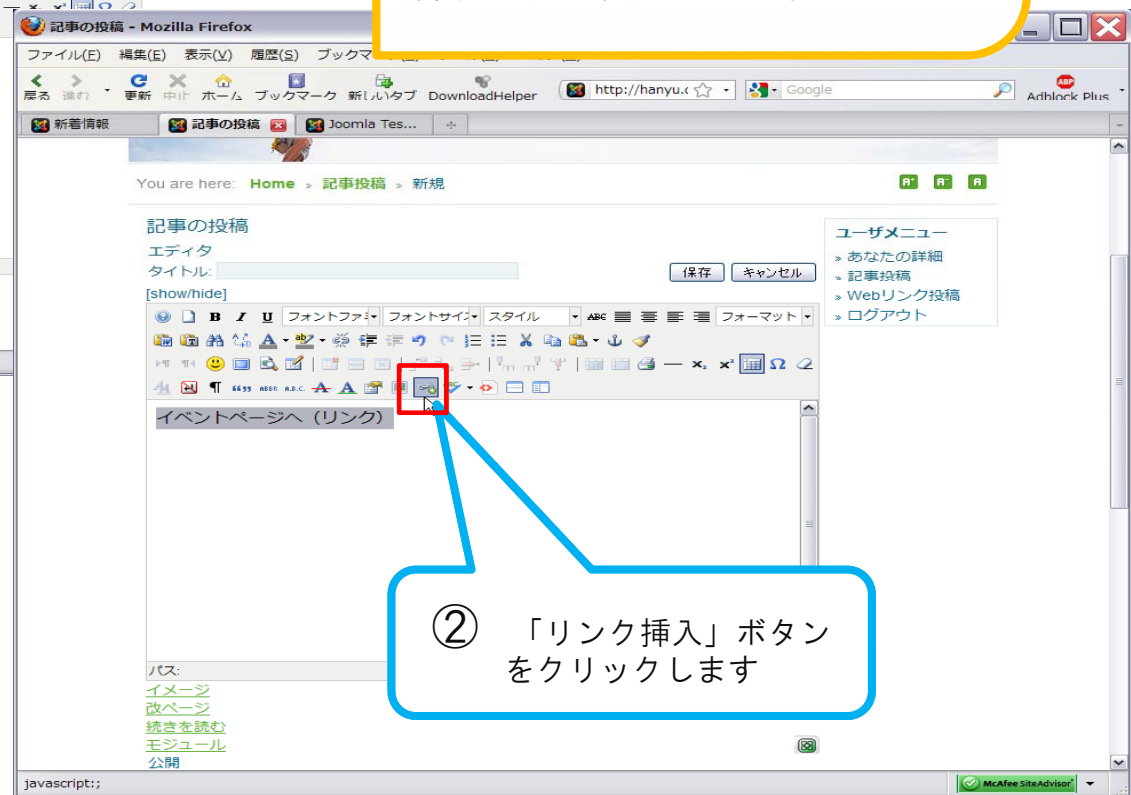 記事の投稿 - Mozilla Firefox
ファイル(F) 編集(E) 表示(V) 履歴(S) ブックマ
戻る 進む 更新 中止 ホーム ブックマーク 新しいタブ DownloadHelper http://hanyu.c Google Adblock Plus
新着情報 記事の投稿 Joomla Tes...
You are here: Home » 記事投稿 » 新規
記事の投稿
エディタ
タイトル: 保存 キャンセル
[show/hide]
B I U フォントファミ フォントサイズ スタイル ABC フォーマット
イベントページへ（リンク）
② 「リンク挿入」ボタン
をクリックします
パス:
イメージ
改ページ
続きを読む
モジュール
公開
ユーザメニュー
» あなたの詳細
» 記事投稿
» Webリンク投稿
» ログアウト
javascript:; McAfee SiteAdvisor